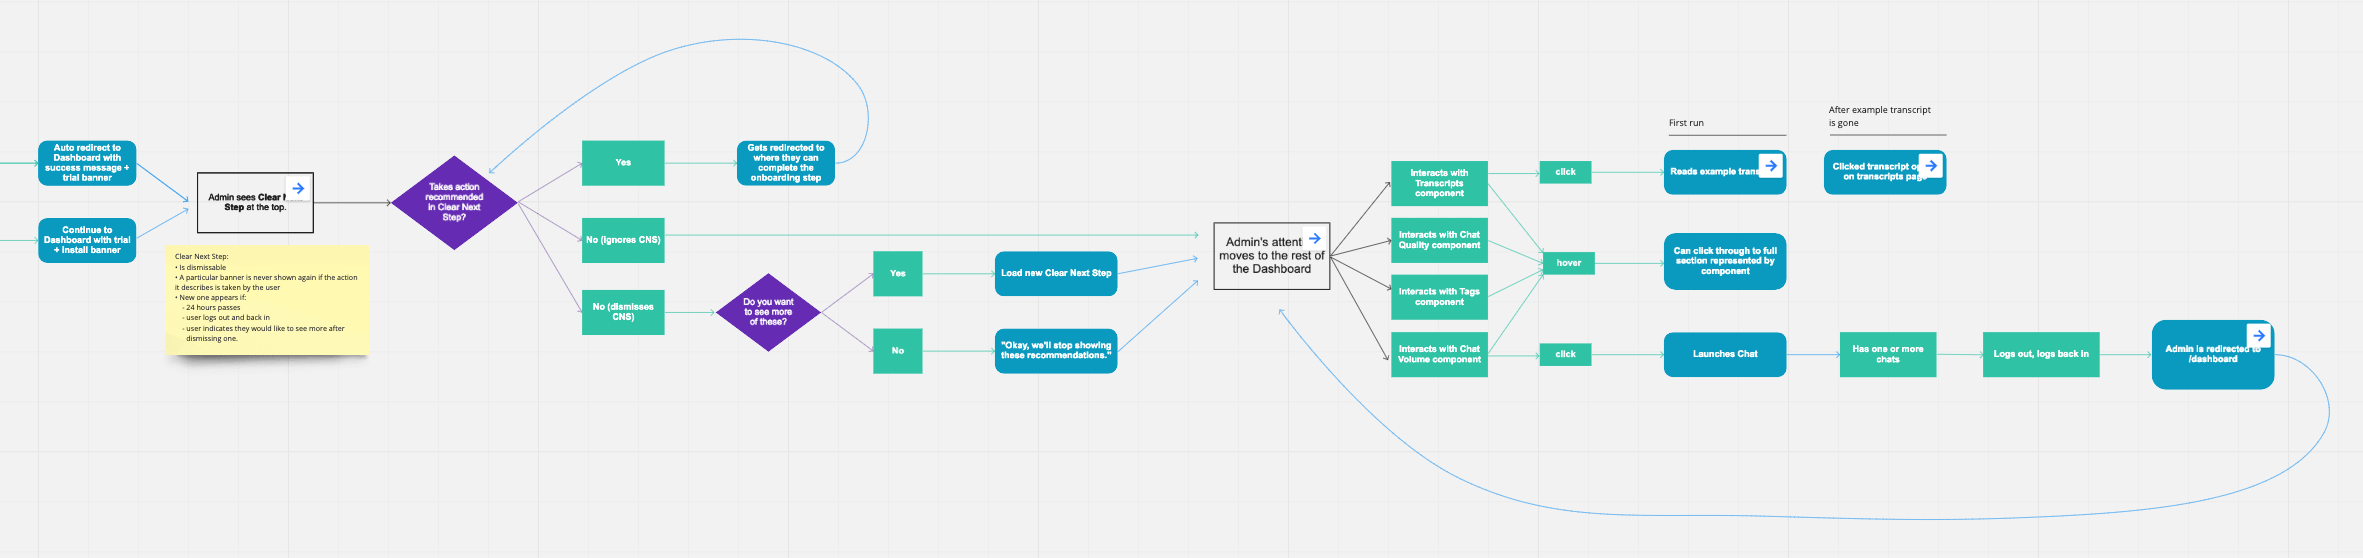 Auto redirect to
Dashboard with
success message +
trial banner
Continue to
Dashboard with trial
+ Install banner
Admin sees Clear
Step at the top.
Clear Next Step:
• Is dismissable
• A particular banner is never shown again if the action
it describes is taken by the user
• New one appears if:
- 24 hours passes
- user logs out and back in
- user indicates they would like to see more after
dismissing one.
Takes action
recommended
in Clear Next
Step?
Yes
Gets redirected to
where they can
complete the
onboarding step
No (ignores CNS)
No (dismisses
CNS)
Do you want
to see more
of these?
Yes
Load new Clear Next Step
No
"Okay, we'll stop showing
these recommendations."
Admin's
moves to the rest of
the Dashboard
Interacts with
Transcripts
component
Interacts with Chat
Quality component
Interacts with Tags
component
Interacts with Chat
Volume component
click
hover
click
First run
Reads example
After example transcript
is gone
Clicked transcript
on transcripts page
Can click through to full
section represented by
component
Launches Chat
Has one or more
chats
Logs out, logs back in
Admin is redirected to
/dashboard